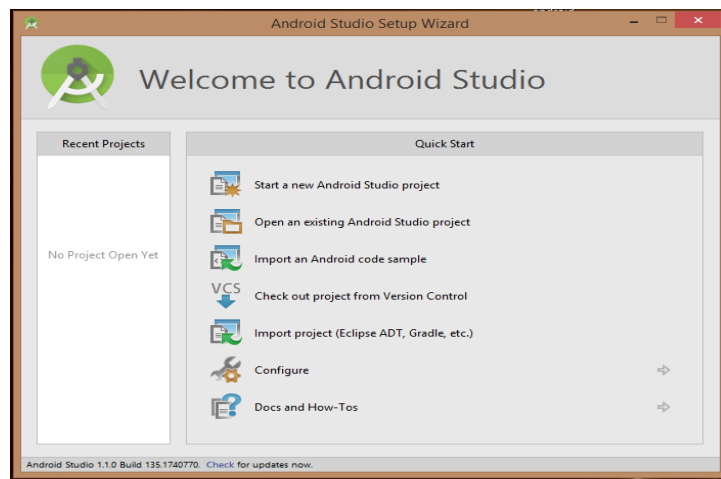 Android Studio Setup Wizard
Welcome to Android Studio
Recent Projects
Quick Start
Start a new Android Studio project
Open an existing Android Studio project
No Project Open Yet
Import an Android code sample
VCS
Check out project from Version Control
Import project (Eclipse ADT, Gradle, etc.)
Configure
Docs and How-Tos
Android Studio 1.1.0 Build 135.1740770. Check for updates now.